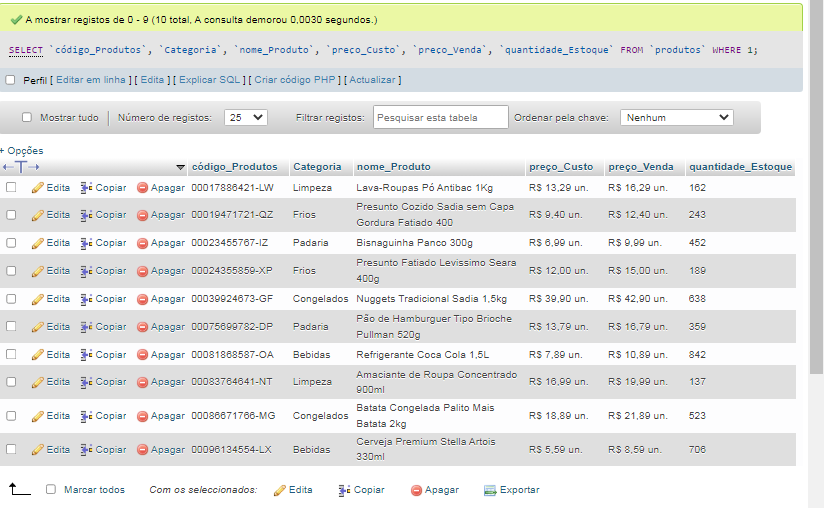 A mostrar registos de 0 - 9 (10 total, A consulta demorou 0,0030 segundos.)
SELECT `código_Produtos`, `Categoria`, `nome_Produto`, `preço_Custo`, `preço_Venda`, `quantidade_Estoque` FROM `produtos` WHERE 1;
Perfil [ Editar em linha ] [ Edita ] [ Explicar SQL ] [ Criar código PHP ] [ Actualizar ]
Mostrar tudo Número de registos: 25 Filtrar registos: Pesquisar esta tabela Ordenar pela chave: Nenhum
+ Opções
←T→ código_Produtos Categoria nome_Produto preço_Custo preço_Venda quantidade_Estoque
Edita Copiar Apagar 00017886421-LW Limpeza Lava-Roupas Pó Antibac 1Kg R$ 13,29 un. R$ 16,29 un. 162
Edita Copiar Apagar 00019471721-QZ Frios Presunto Cozido Sadia sem Capa R$ 9,40 un. R$ 12,40 un. 243
Gordura Fatiado 400
Edita Copiar Apagar 00023455767-IZ Padaria Bisnaguinha Panco 300g R$ 6,99 un. R$ 9,99 un. 452
Edita Copiar Apagar 00024355859-XP Frios Presunto Fatiado Levissimo Seara R$ 12,00 un. R$ 15,00 un. 189
400g
Edita Copiar Apagar 00039924673-GF Congelados Nuggets Tradicional Sadia 1,5kg R$ 39,90 un. R$ 42,90 un. 638
Edita Copiar Apagar 00075699782-DP Padaria Pão de Hamburguer Tipo Brioche R$ 13,79 un. R$ 16,79 un. 359
Pullman 520g
Edita Copiar Apagar 00081868587-OA Bebidas Refrigerante Coca Cola 1,5L R$ 7,89 un. R$ 10,89 un. 842
Edita Copiar Apagar 00083764641-NT Limpeza Amaciante de Roupa Concentrado R$ 16,99 un. R$ 19,99 un. 137
900ml
Edita Copiar Apagar 00086671766-MG Congelados Batata Congelada Palito Mais R$ 18,89 un. R$ 21,89 un. 523
Batata 2kg
Edita Copiar Apagar 00096134554-LX Bebidas Cerveja Premium Stella Artois R$ 5,59 un. R$ 8,59 un. 706
330ml
Marcar todos Com os seleccionados: Edita Copiar Apagar Exportar